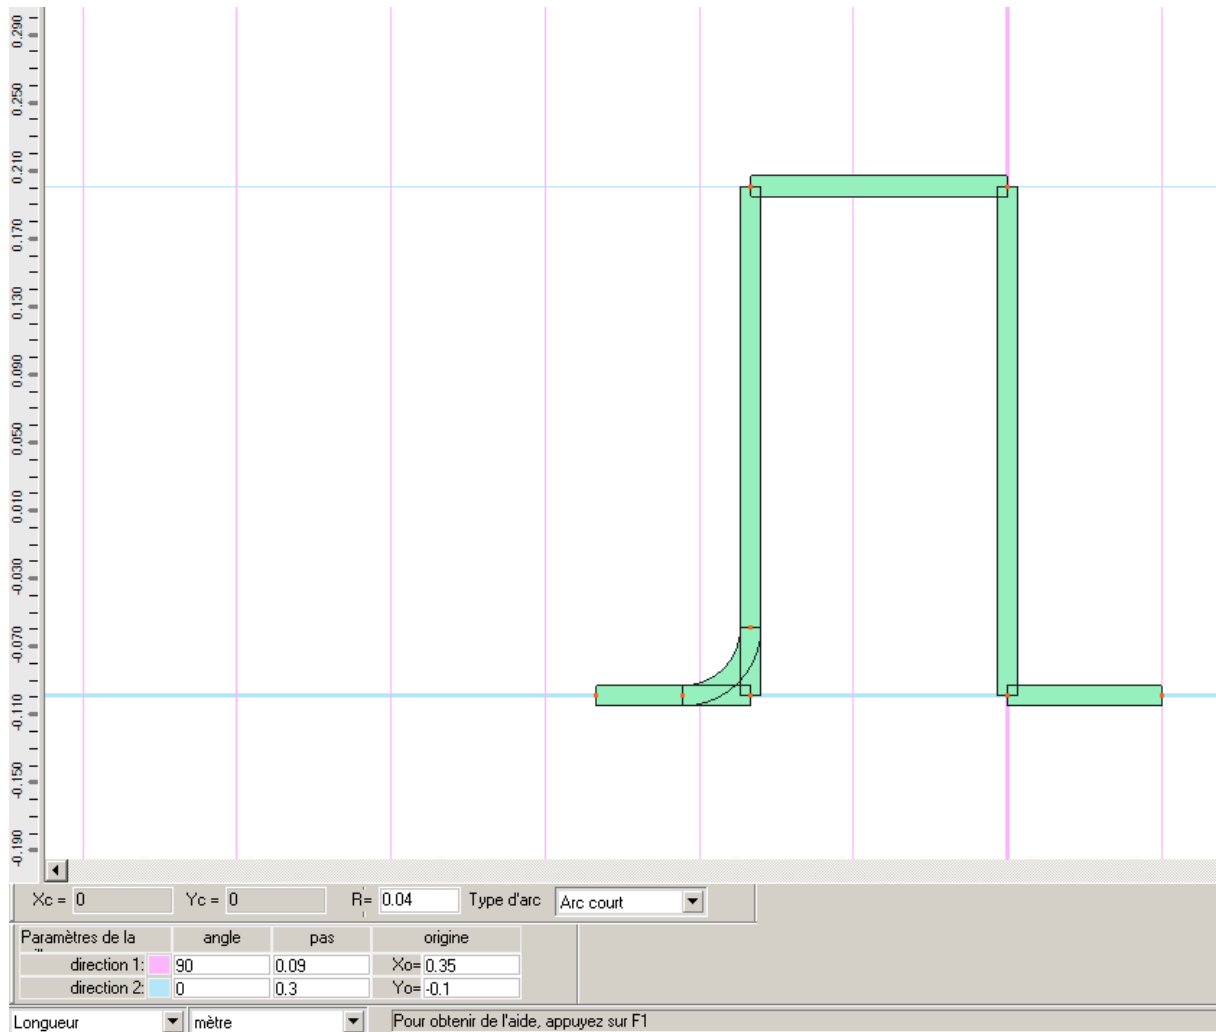 0.290
0.250
0.210
0.170
0.130
0.090
0.050
0.010
-0.030
-0.070
-0.110
-0.150
-0.190
Xc = 0 Yc = 0 R= 0.04 Type d'arc Arc court
Paramètres de la angle pas origine
direction 1: 90 0.09 Xo= 0.35
direction 2: 0 0.3 Yo= -0.1
Longueur mètre Pour obtenir de l'aide, appuyez sur F1